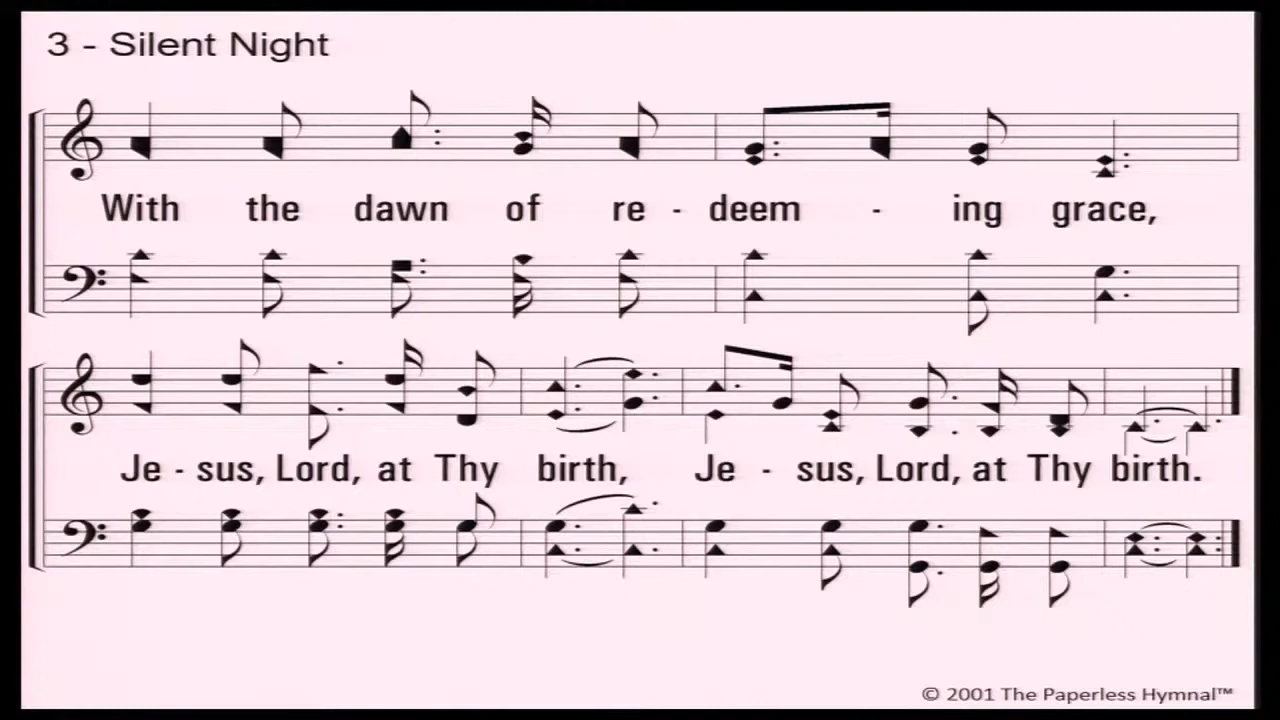 3 - Silent Night
With the dawn of re - deem - ing grace,
Je - sus, Lord, at Thy birth, Je - sus, Lord, at Thy birth.
© 2001 The Paperless Hymnal™